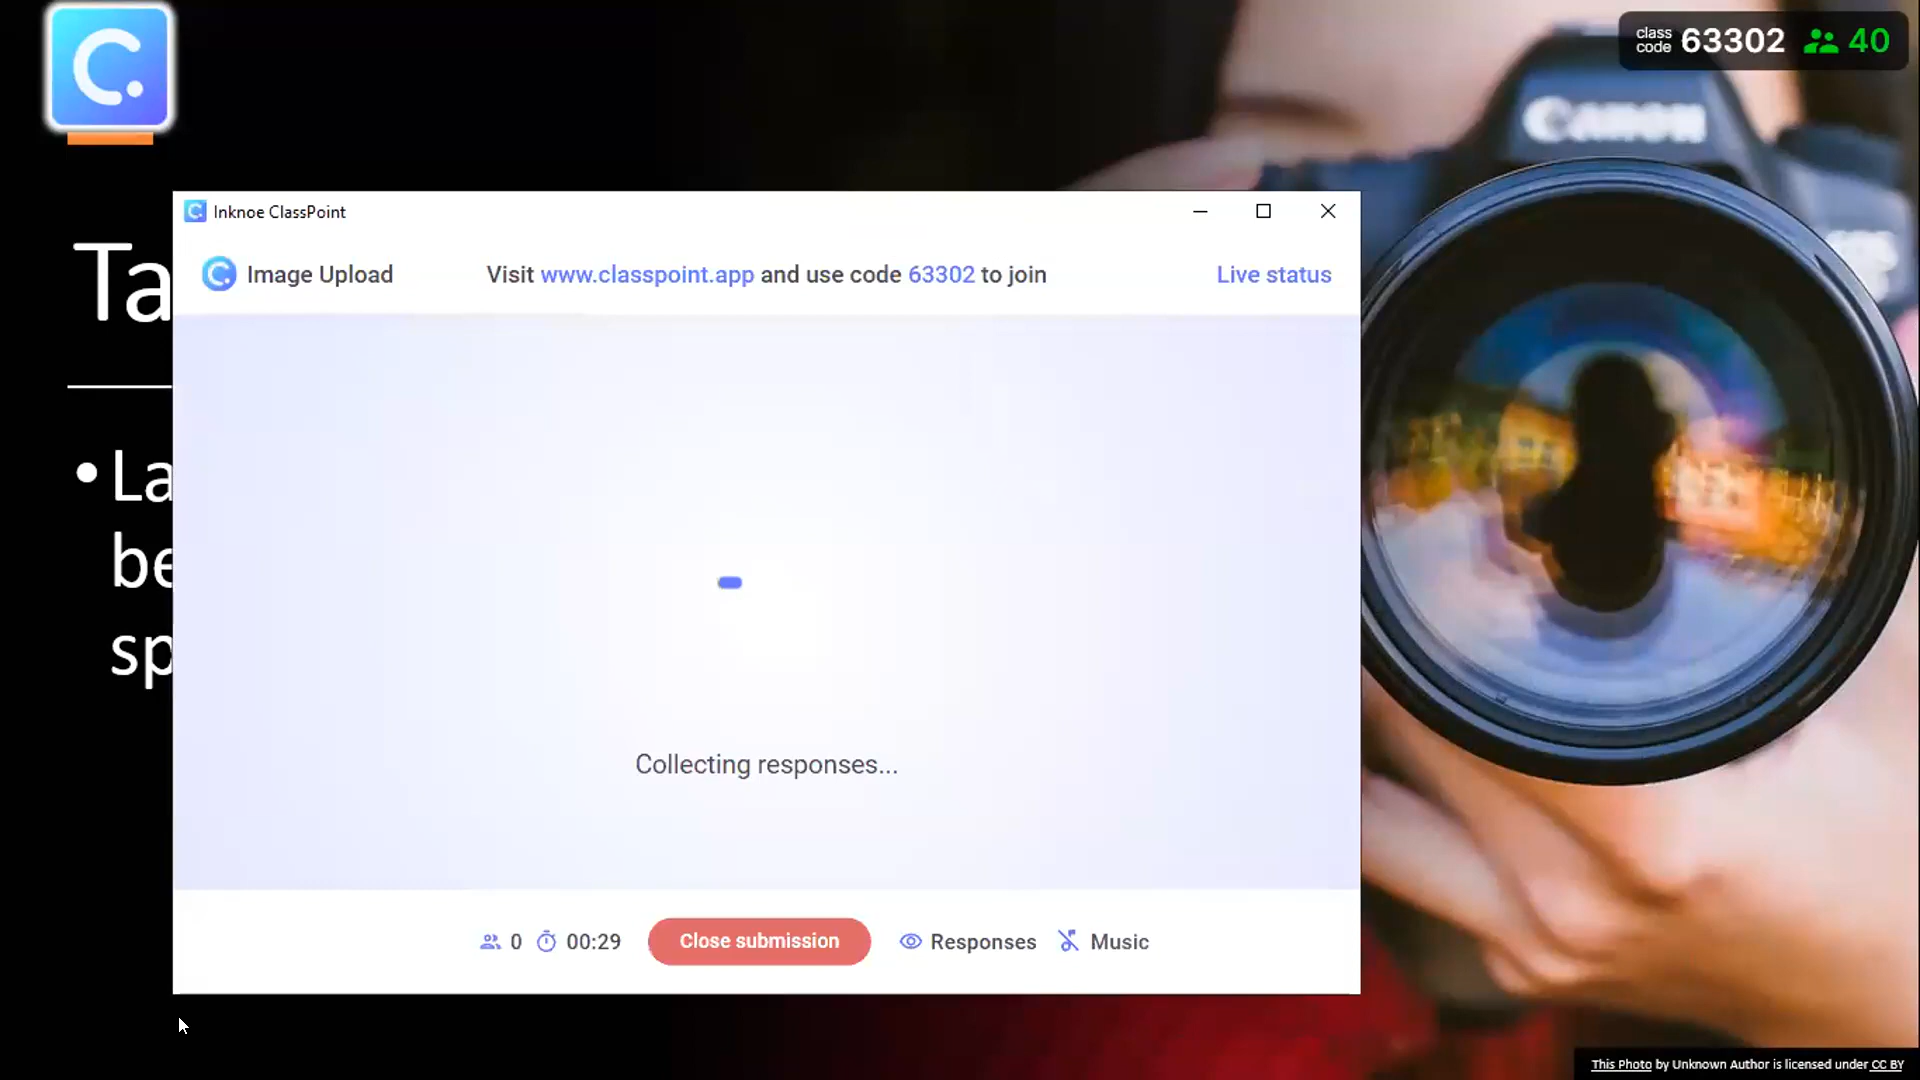 class code 63302 40
Canon
Inknoe ClassPoint
Image Upload
Visit www.classpoint.app and use code 63302 to join
Live status
Ta
La
be
sp
Collecting responses...
0 00:29 Close submission Responses Music
This Photo by Unknown Author is licensed under CC BY